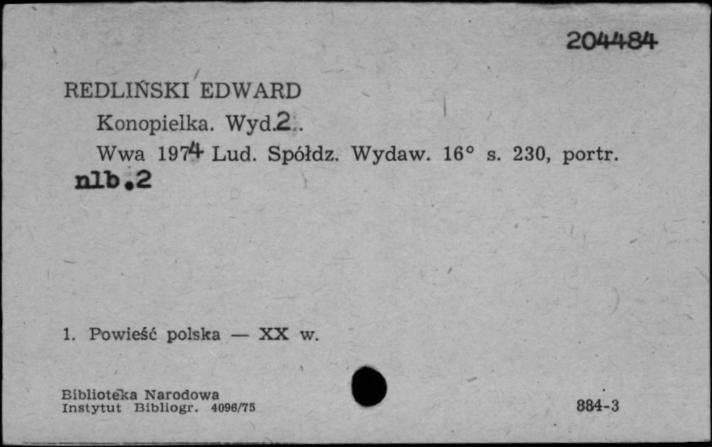 204484
REDLIŃSKI EDWARD
Konopielka. Wyd.2.
Wwa 1974 Lud. Spółdz. Wydaw. 16° s. 230, portr.
nlb.2
1. Powieść polska — XX w.
Biblioteka Narodowa
Instytut Bibliogr. 4096/75
884-3